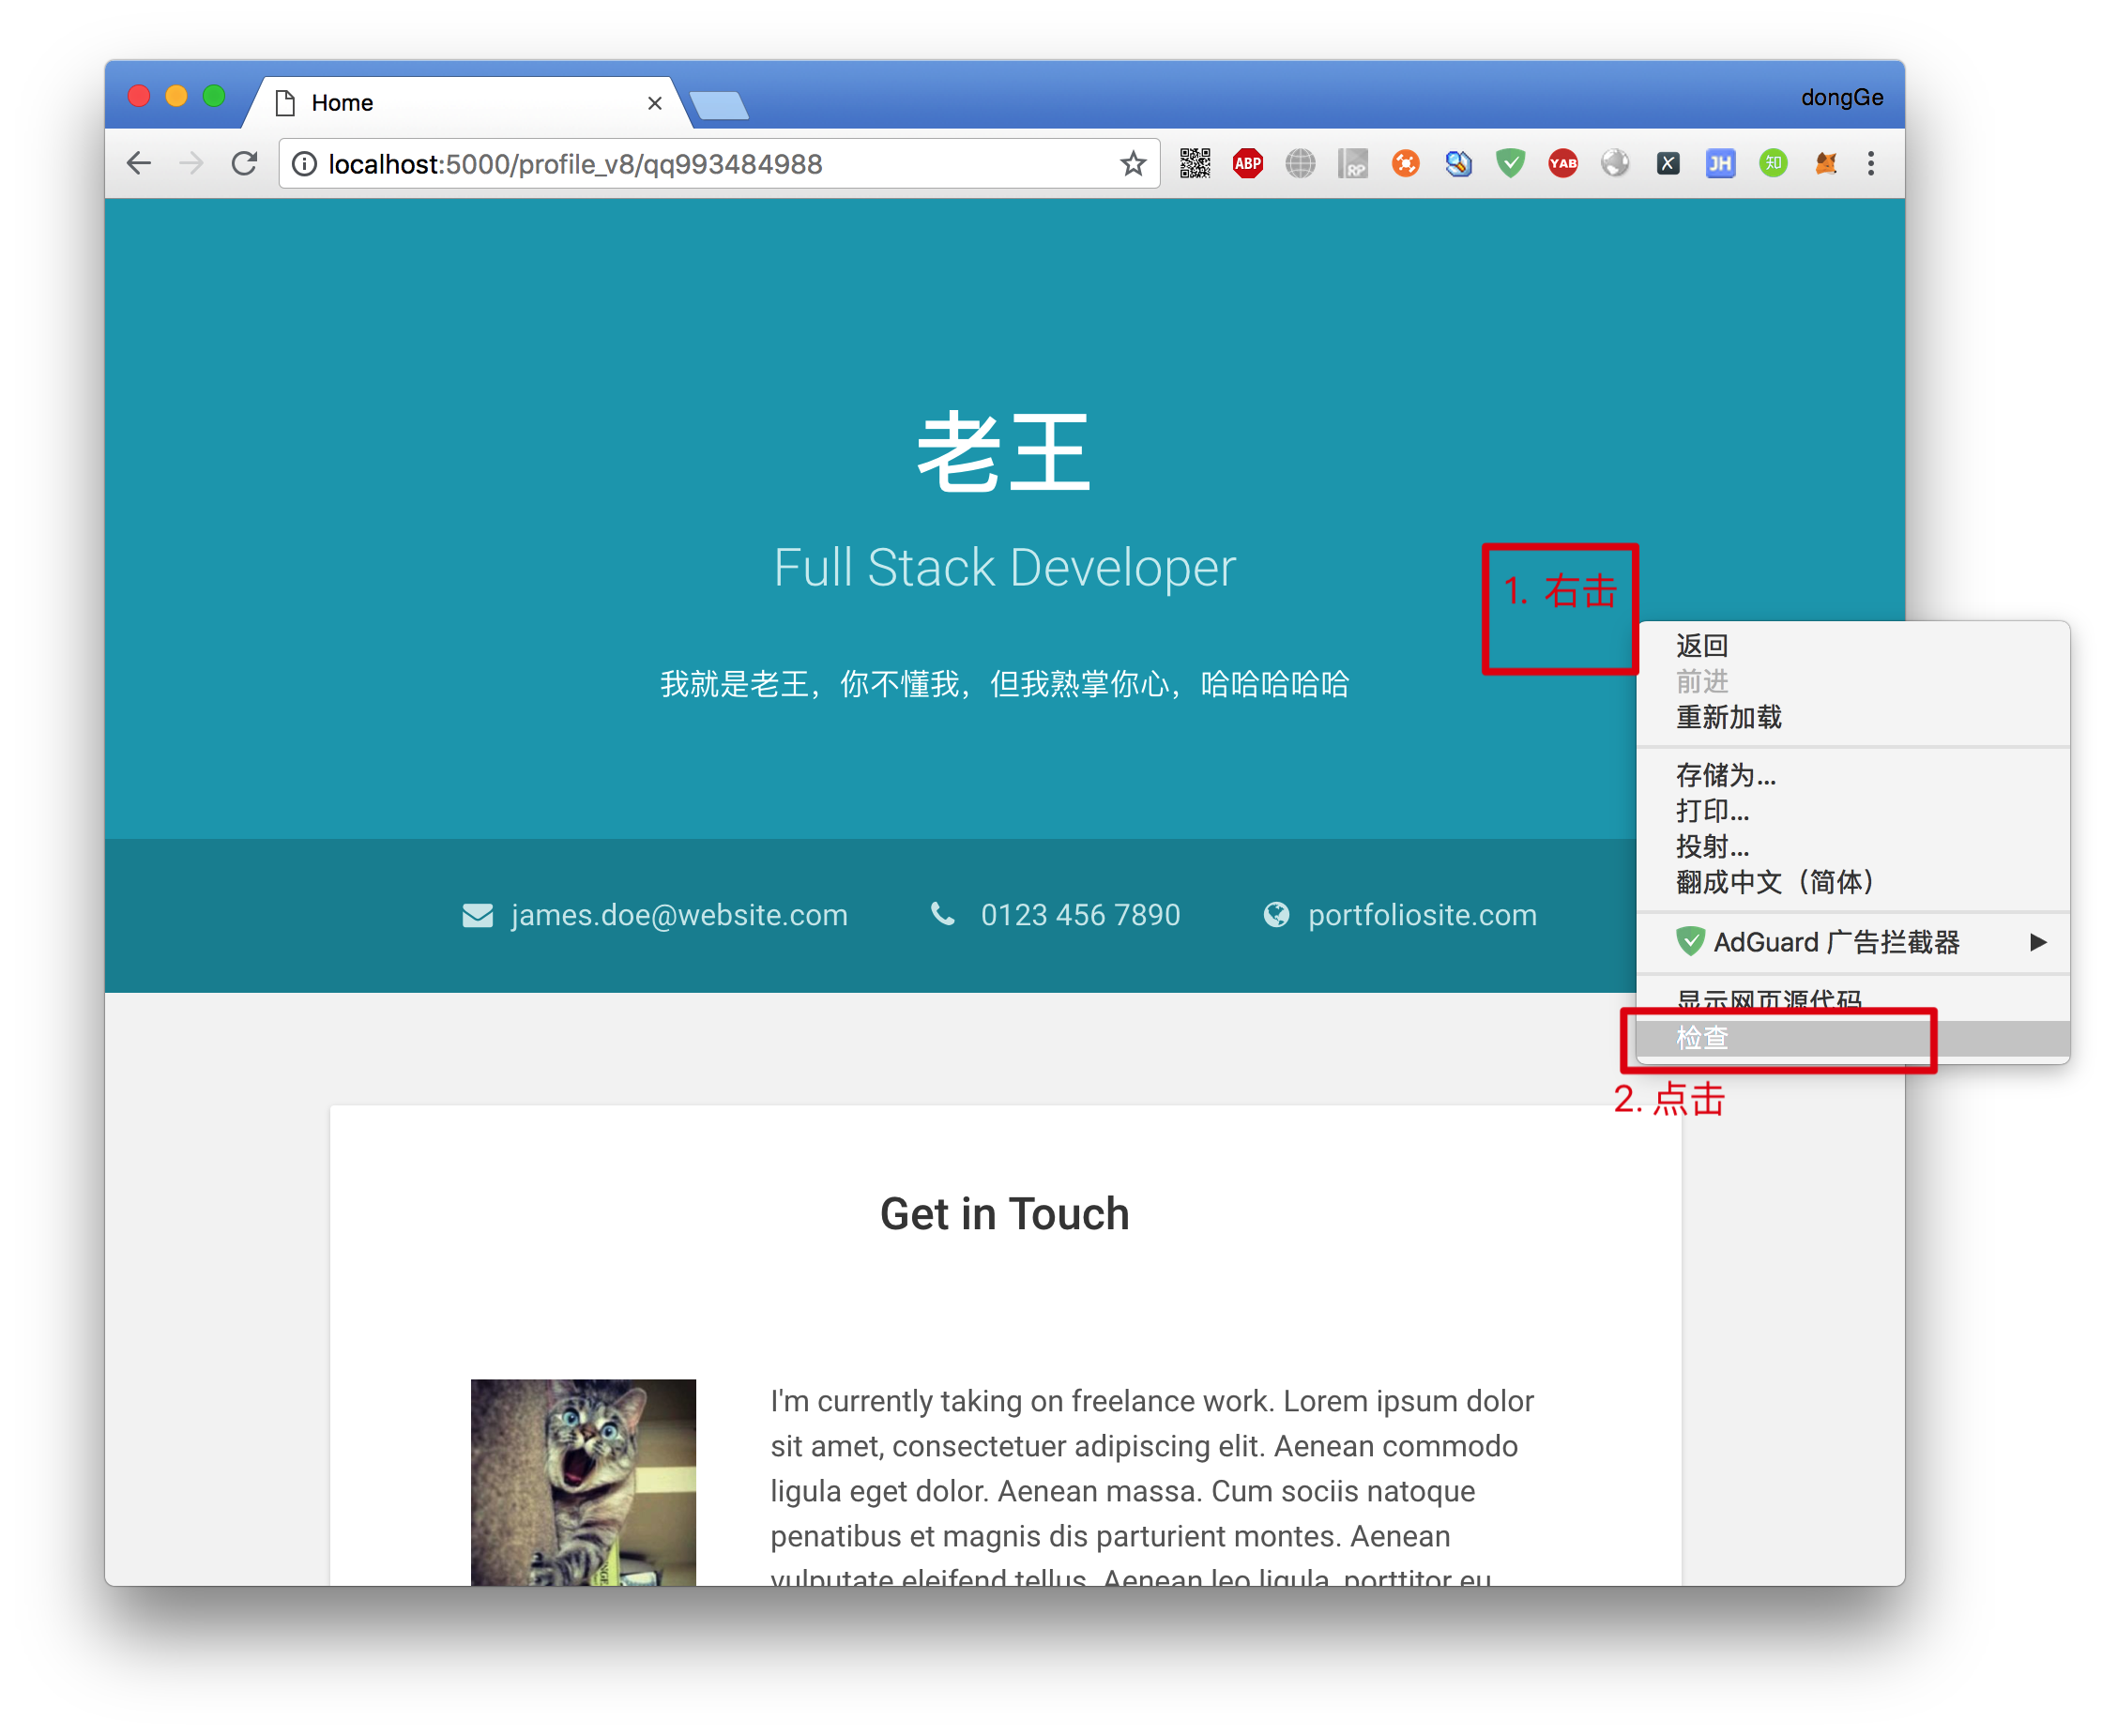 Home
dongGe
localhost:5000/profile_v8/qq993484988
ABP
RP
YAB
X
JH
知
老王
Full Stack Developer
1. 右击
我就是老王，你不懂我，但我熟掌你心，哈哈哈哈哈
返回
前进
重新加载
存储为...
打印...
投射...
翻成中文（简体）
AdGuard 广告拦截器
显示网页源代码
检查
2. 点击
james.doe@website.com
0123 456 7890
portfoliosite.com
Get in Touch
I'm currently taking on freelance work. Lorem ipsum dolor
sit amet, consectetuer adipiscing elit. Aenean commodo
ligula eget dolor. Aenean massa. Cum sociis natoque
penatibus et magnis dis parturient montes. Aenean
vulputate eleifend tellus. Aenean leo ligula, porttitor eu